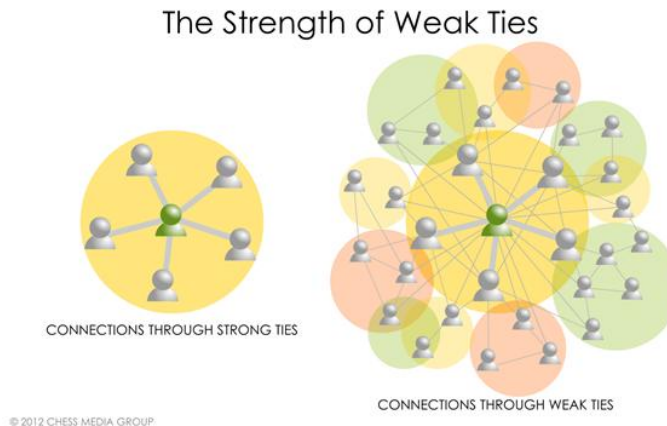 The Strength of Weak Ties
CONNECTIONS THROUGH STRONG TIES
CONNECTIONS THROUGH WEAK TIES
© 2012 CHESS MEDIA GROUP